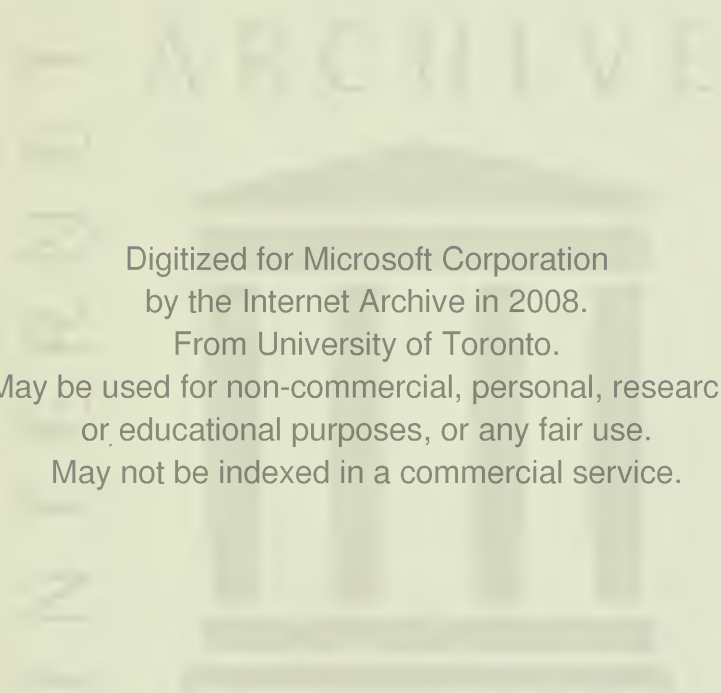 ARCHIVE
INTERNET
Digitized for Microsoft Corporation
by the Internet Archive in 2008.
From University of Toronto.
May be used for non-commercial, personal, researc
or educational purposes, or any fair use.
May not be indexed in a commercial service.